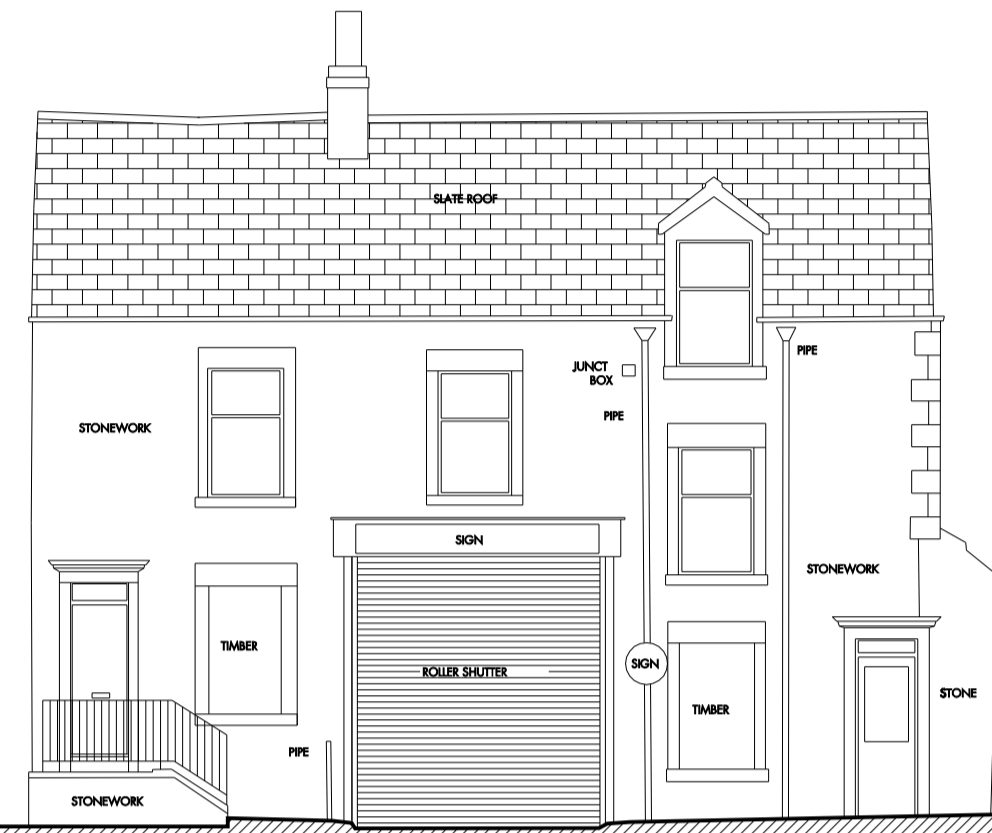 SLATE ROOF
PIPE
JUNCT
BOX
PIPE
STONEWORK
SIGN
STONEWORK
TIMBER
SIGN
ROLLER SHUTTER
STONE
TIMBER
PIPE
STONEWORK